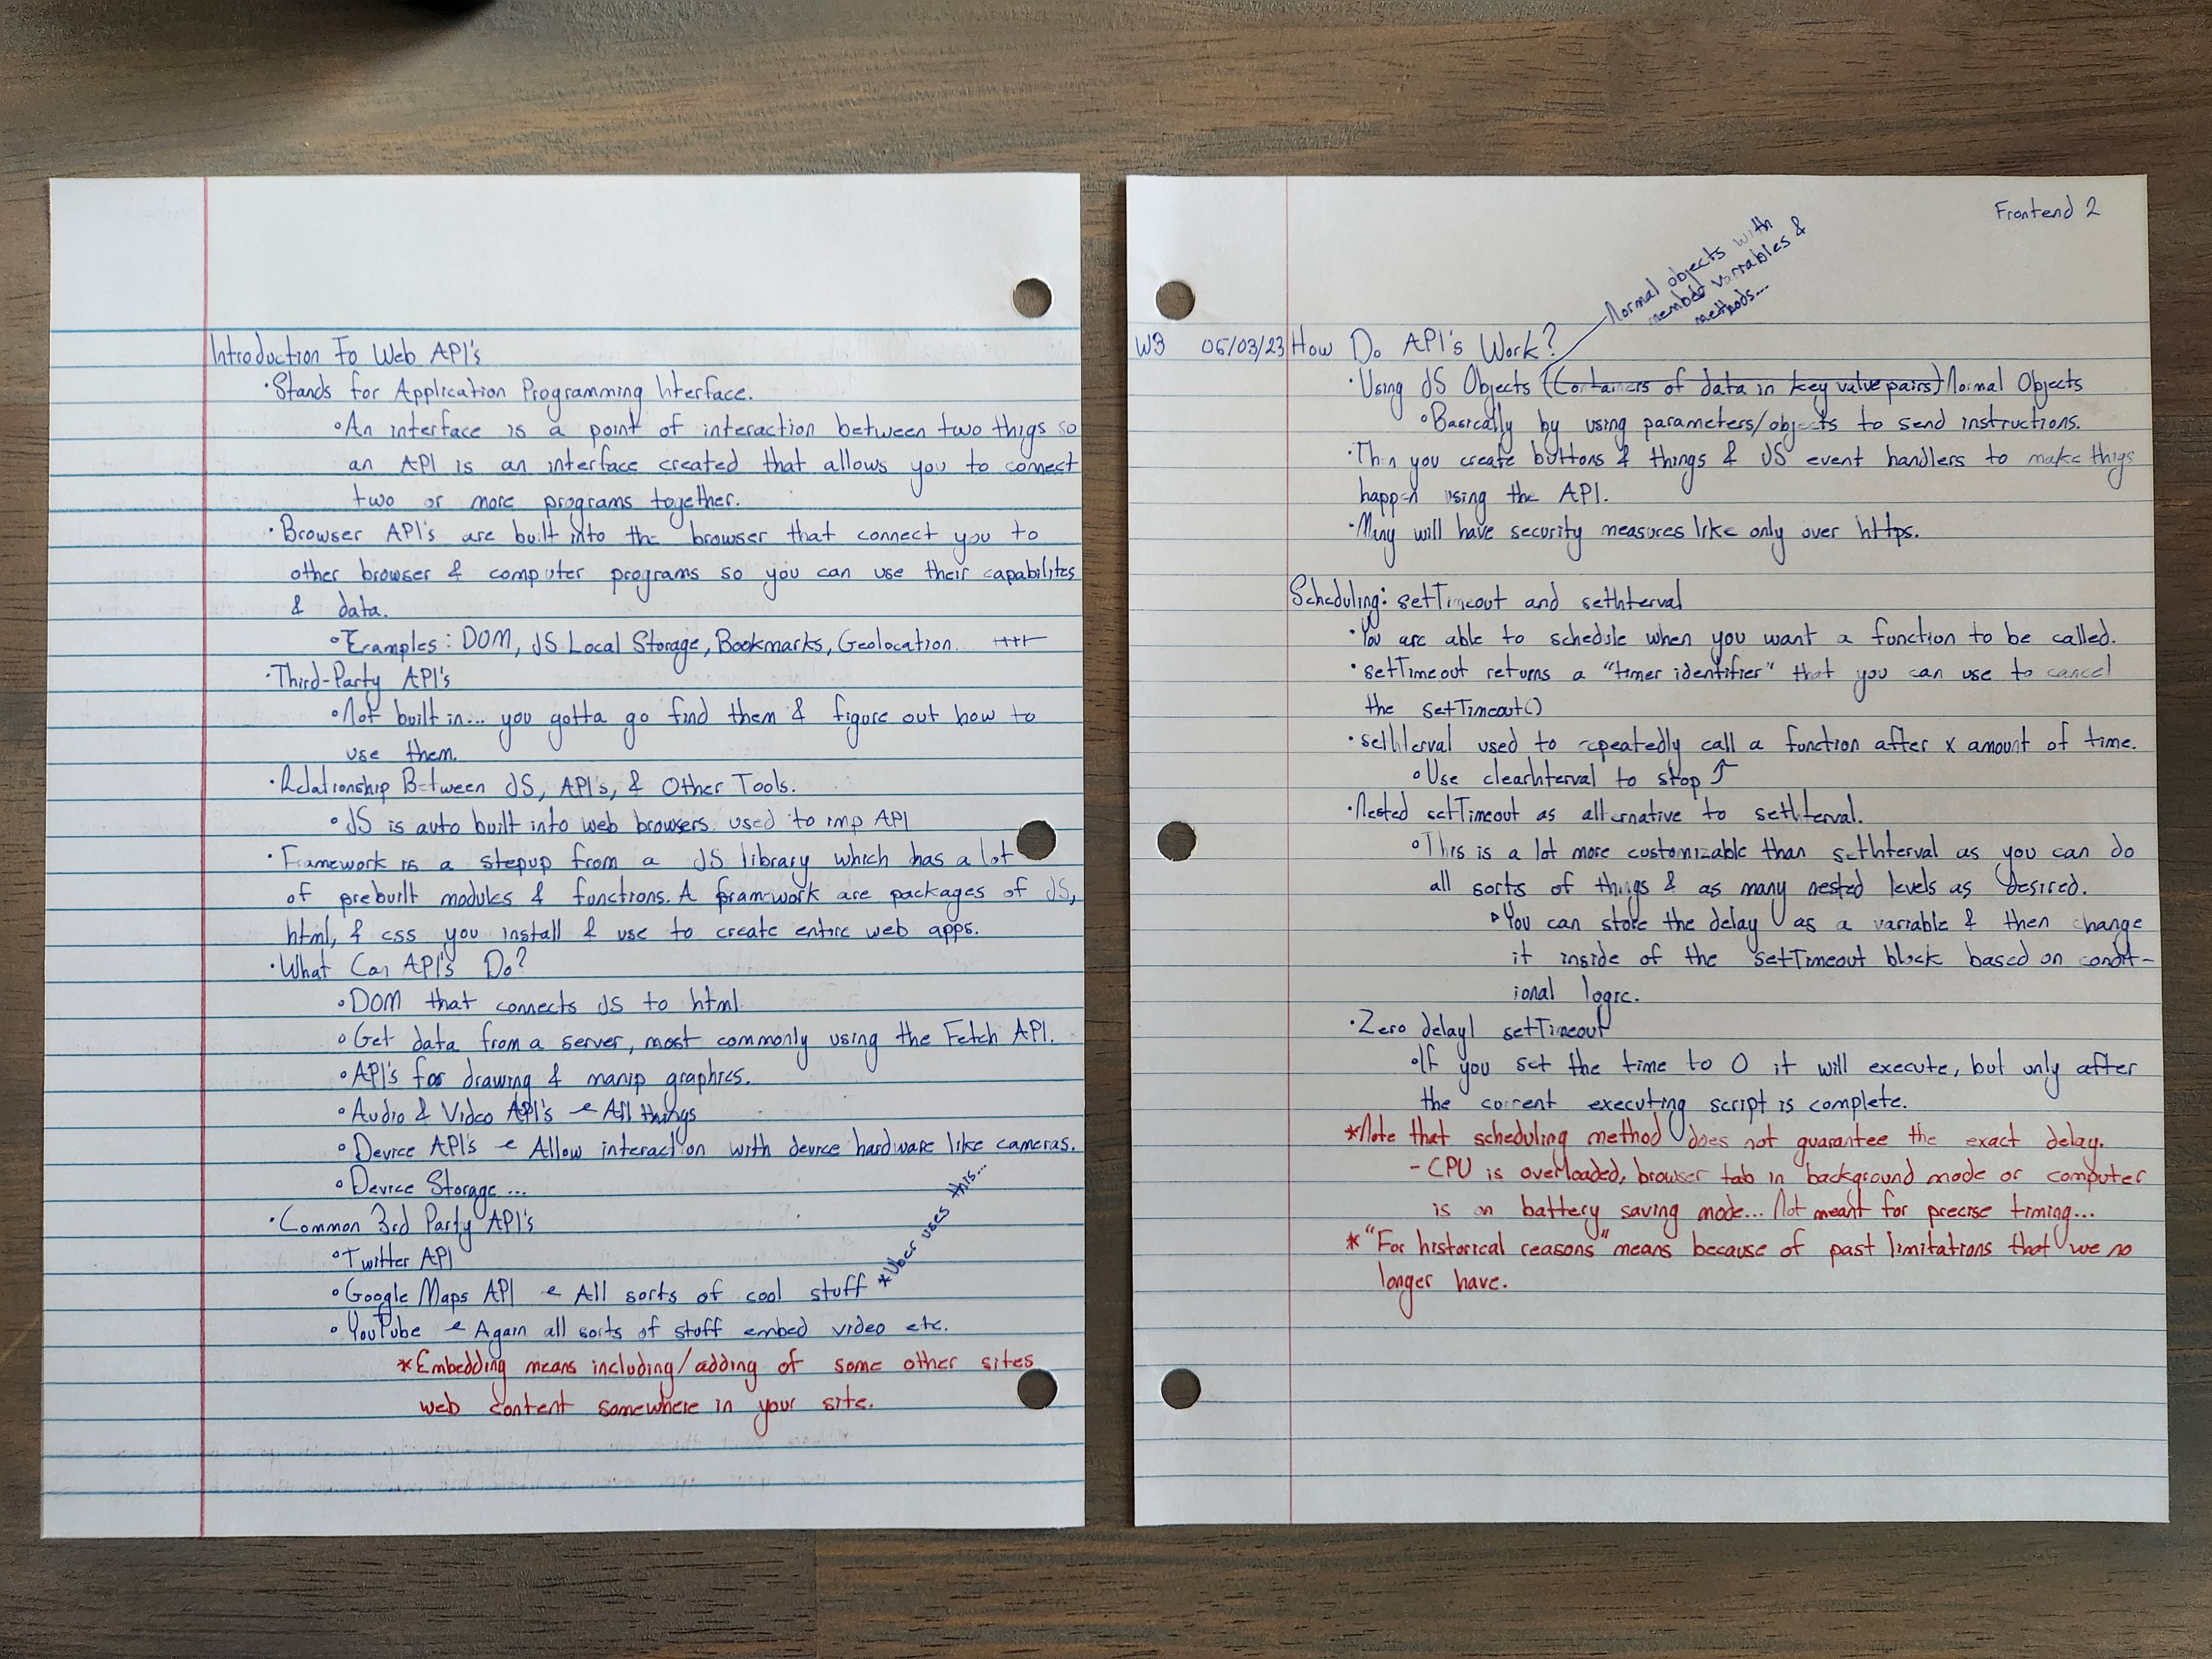 Introduction To Web API's
• Stands for Application Programming Interface.
• An interface is a point of interaction between two thigs so
an API is an interface created that allows you to connect
two or more programs together.
• Browser API's are built into the browser that connect you to
other browser & computer programs so you can use their capabilites
& data.
• Examples: DOM, JS Local Storage, Bookmarks, Geolocation... +++
• Third-Party API's
• Not built in... you gotta go find them & figure out how to
use them.
• Relationship Between JS, API's, & Other Tools.
• JS is auto built into web browsers used to imp API
• Framework is a stepup from a JS library which has a lot
of prebuilt modules & functions. A framework are packages of JS,
html, & css you install & use to create entire web apps.
• What Can API's Do?
• DOM that connects JS to html.
• Get data from a server, most commonly using the Fetch API.
• API's for drawing & manip graphics.
• Audio & Video API's All things
• Device API's Allow interaction with device hardware like cameras.
• Device Storage...
• Common 3rd Party API's
• Twitter API
• Google Maps API All sorts of cool stuff * Uber uses this...
• YouTube Again all sorts of stuff embed video etc.
* Embedding means including/adding of some other sites
web content somewhere in your site.
Frontend 2
W3 05/03/23 How Do API's Work?
Normal objects with &
member variables &
methods...
• Using JS Objects (Containers of data in key value pairs) Normal Objects
• Basically by using parameters/objects to send instructions.
• Thn you create buttons & things & JS event handlers to make thigs
happen using the API.
• Many will have security measures like only over https.
Scheduling: setTimeout and setInterval
• You are able to schedule when you want a function to be called.
• setTimeout returns a "timer identifier" that you can use to cancel
the setTimeout()
• setInterval used to repeatedly call a function after x amount of time.
• Use clearInterval to stop ↑
• Nested setTimeout as alternative to setInterval.
• This is a lot more customizable than setInterval as you can do
all sorts of things & as many nested levels as desired.
▸ You can store the delay as a variable & then change
it inside of the setTimeout block based on condit-
ional logic.
• Zero delay setTimeout
• If you set the time to 0 it will execute, but only after
the corent executing script is complete.
* Note that scheduling method does not guarantee the exact delay.
- CPU is overloaded, browser tab in background mode or computer
is on battery saving mode... Not meant for precise timing...
* "For historical reasons" means because of past limitations that we no
longer have.